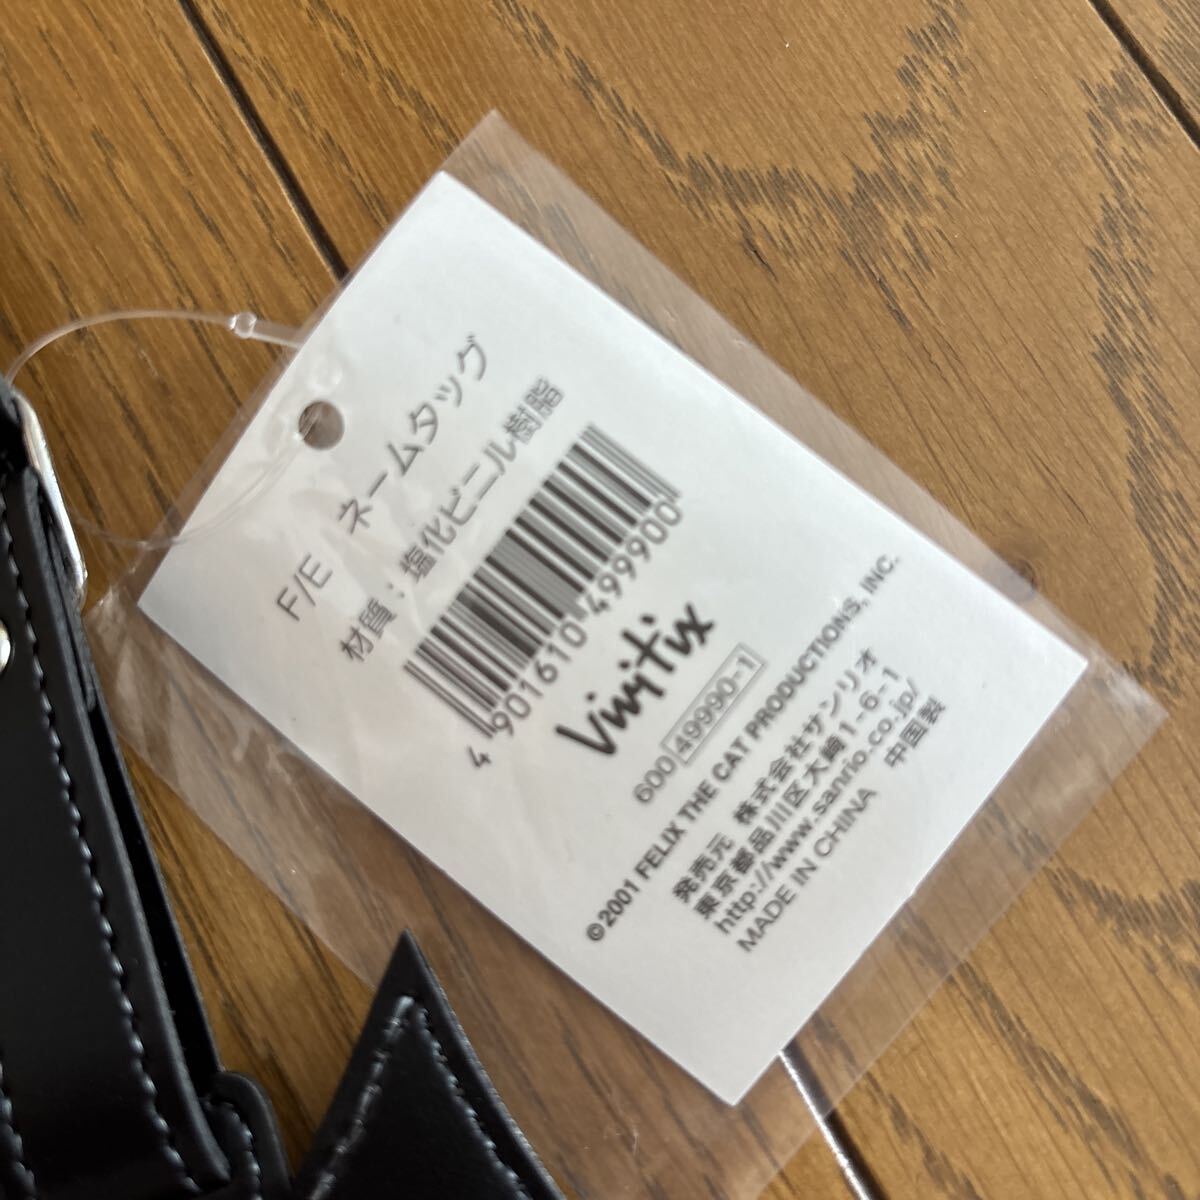 F/E ネームタッグ
材質：塩化ビニル樹脂
4 901610 499900
Vivitix
600 49990-1
©2001 FELIX THE CAT PRODUCTIONS, INC.
発売元 株式会社サンリオ
東京都品川区大崎1-6-1
http://www.sanrio.co.jp/
MADE IN CHINA 中国製